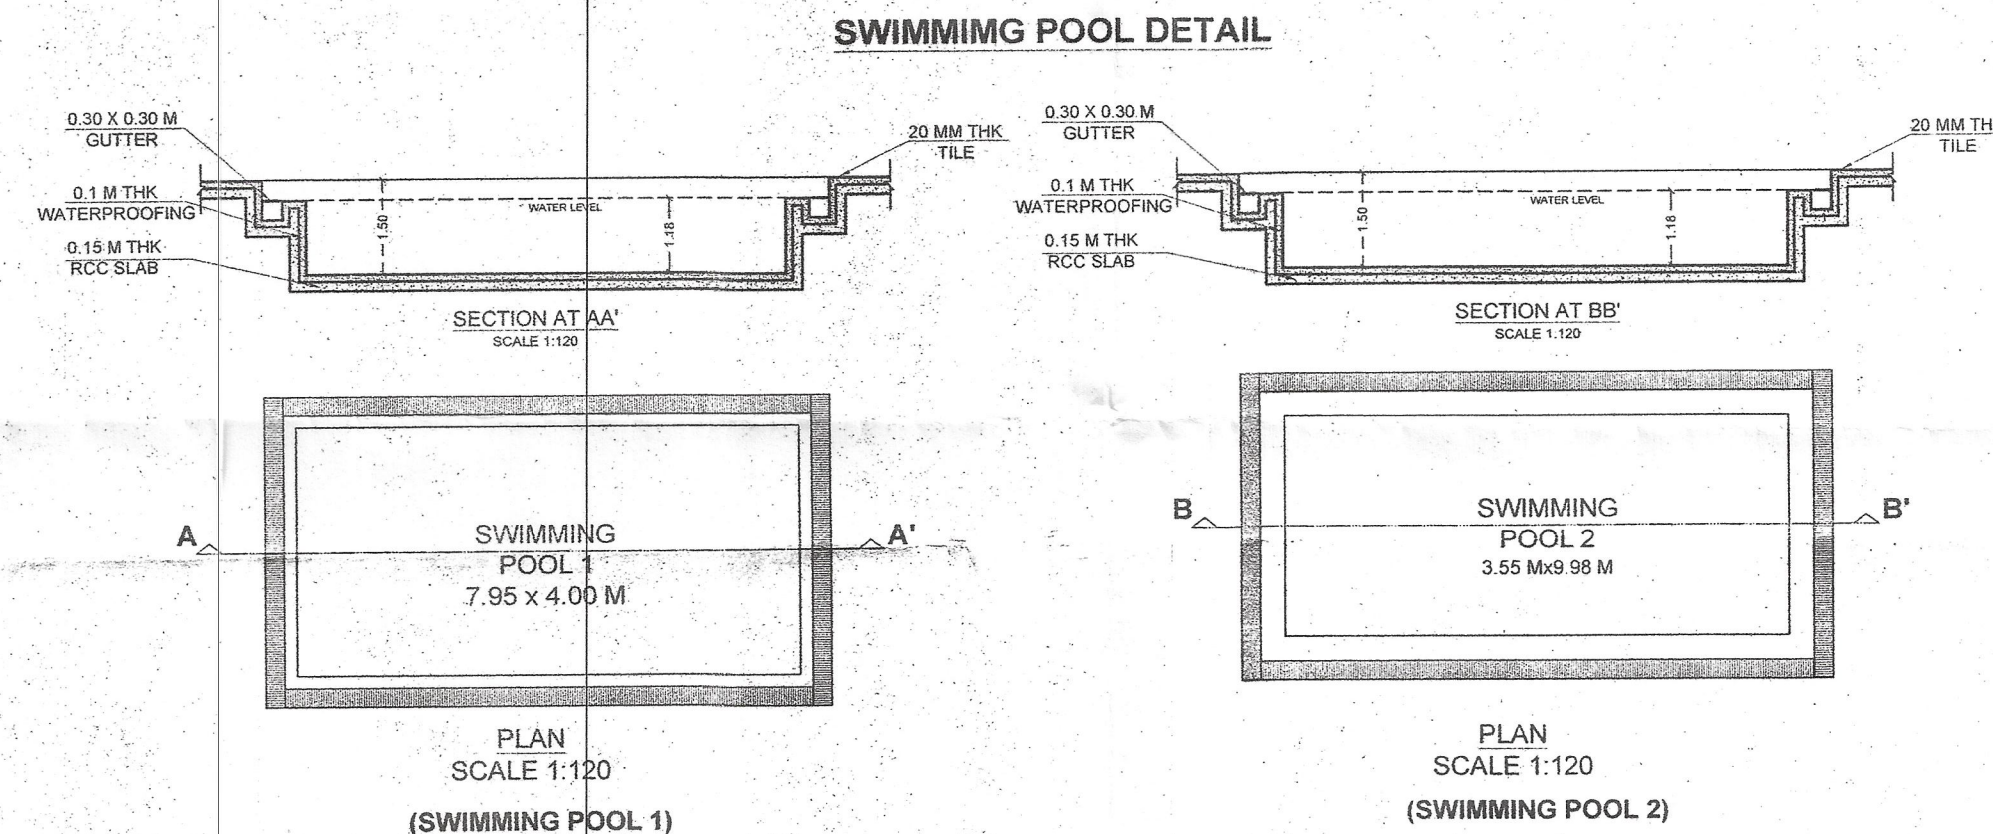 SWIMMIMG POOL DETAIL
0.30 X 0.30 M
GUTTER
0.1 M THK
WATERPROOFING
0.15 M THK
RCC SLAB
20 MM THK
TILE
1.50
WATER LEVEL
1.18
SECTION AT AA'
SCALE 1:120
A
A'
SWIMMING
POOL 1
7.95 x 4.00 M
PLAN
SCALE 1:120
(SWIMMING POOL 1)
0.30 X 0.30 M
GUTTER
0.1 M THK
WATERPROOFING
0.15 M THK
RCC SLAB
20 MM TH
TILE
1.50
WATER LEVEL
1.18
SECTION AT BB'
SCALE 1:120
B
B'
SWIMMING
POOL 2
3.55 Mx9.98 M
PLAN
SCALE 1:120
(SWIMMING POOL 2)